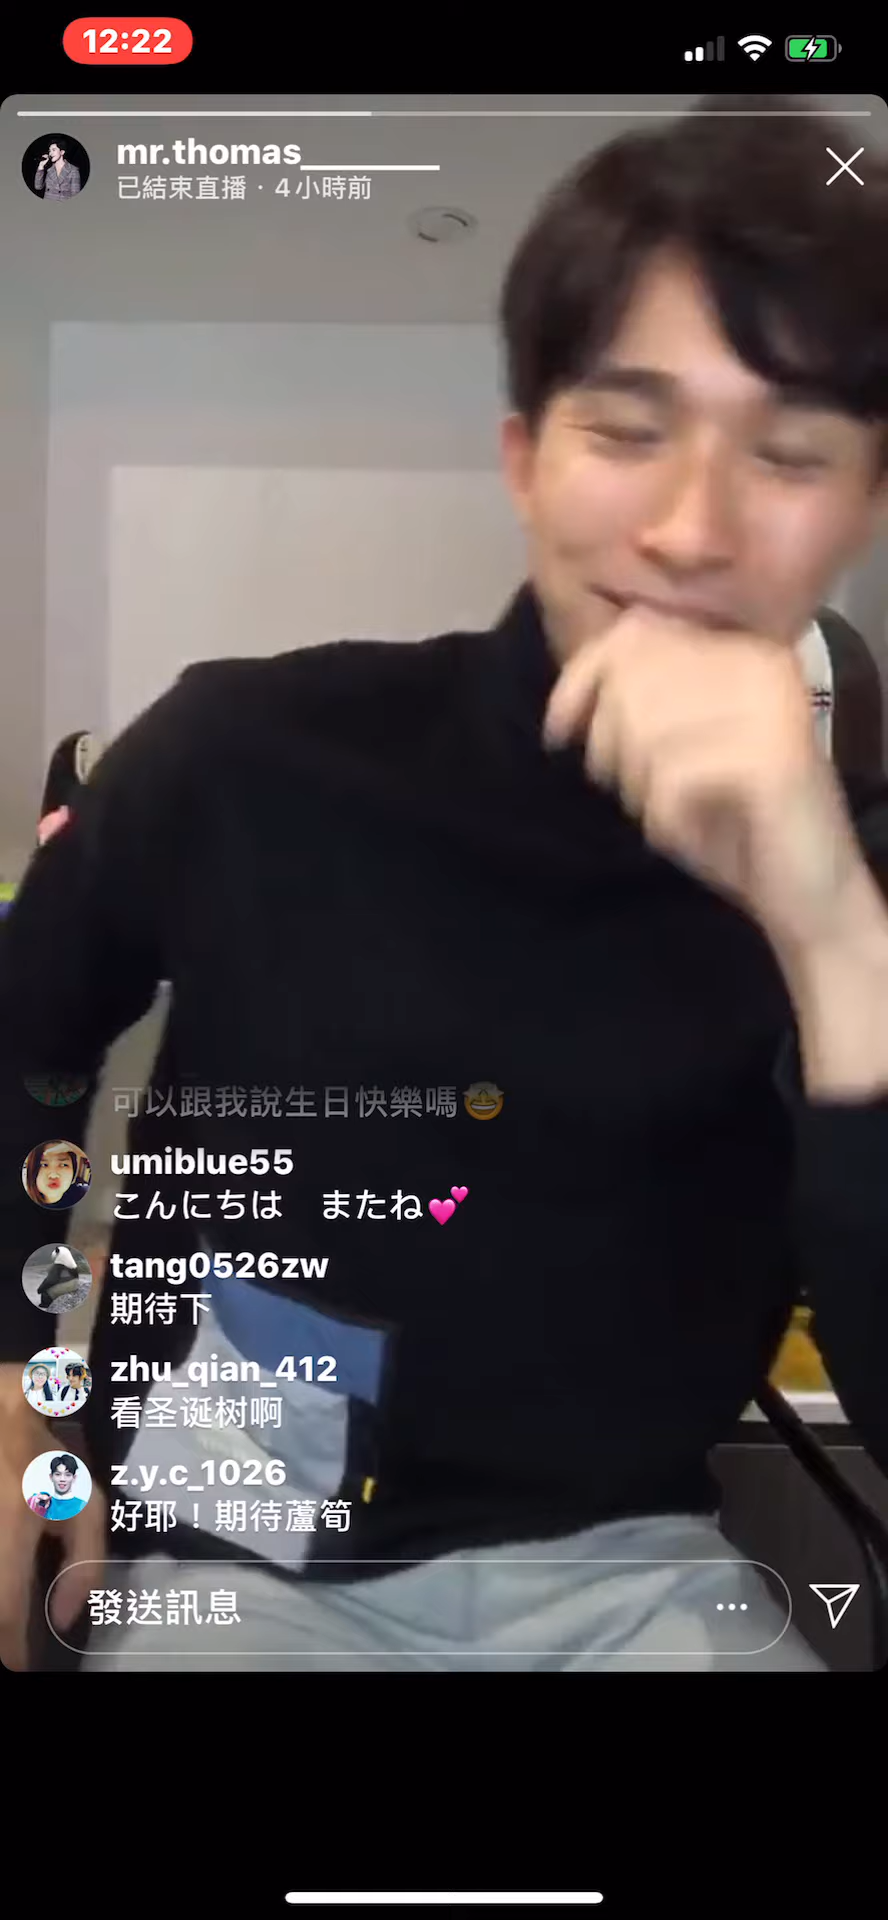 12:22
mr.thomas________
已結束直播 · 4小時前
可以跟我說生日快樂嗎🤩
umiblue55
こんにちは　またね💕
tang0526zw
期待下
zhu_qian_412
看圣诞树啊
z.y.c_1026
好耶！期待蘆筍
發送訊息